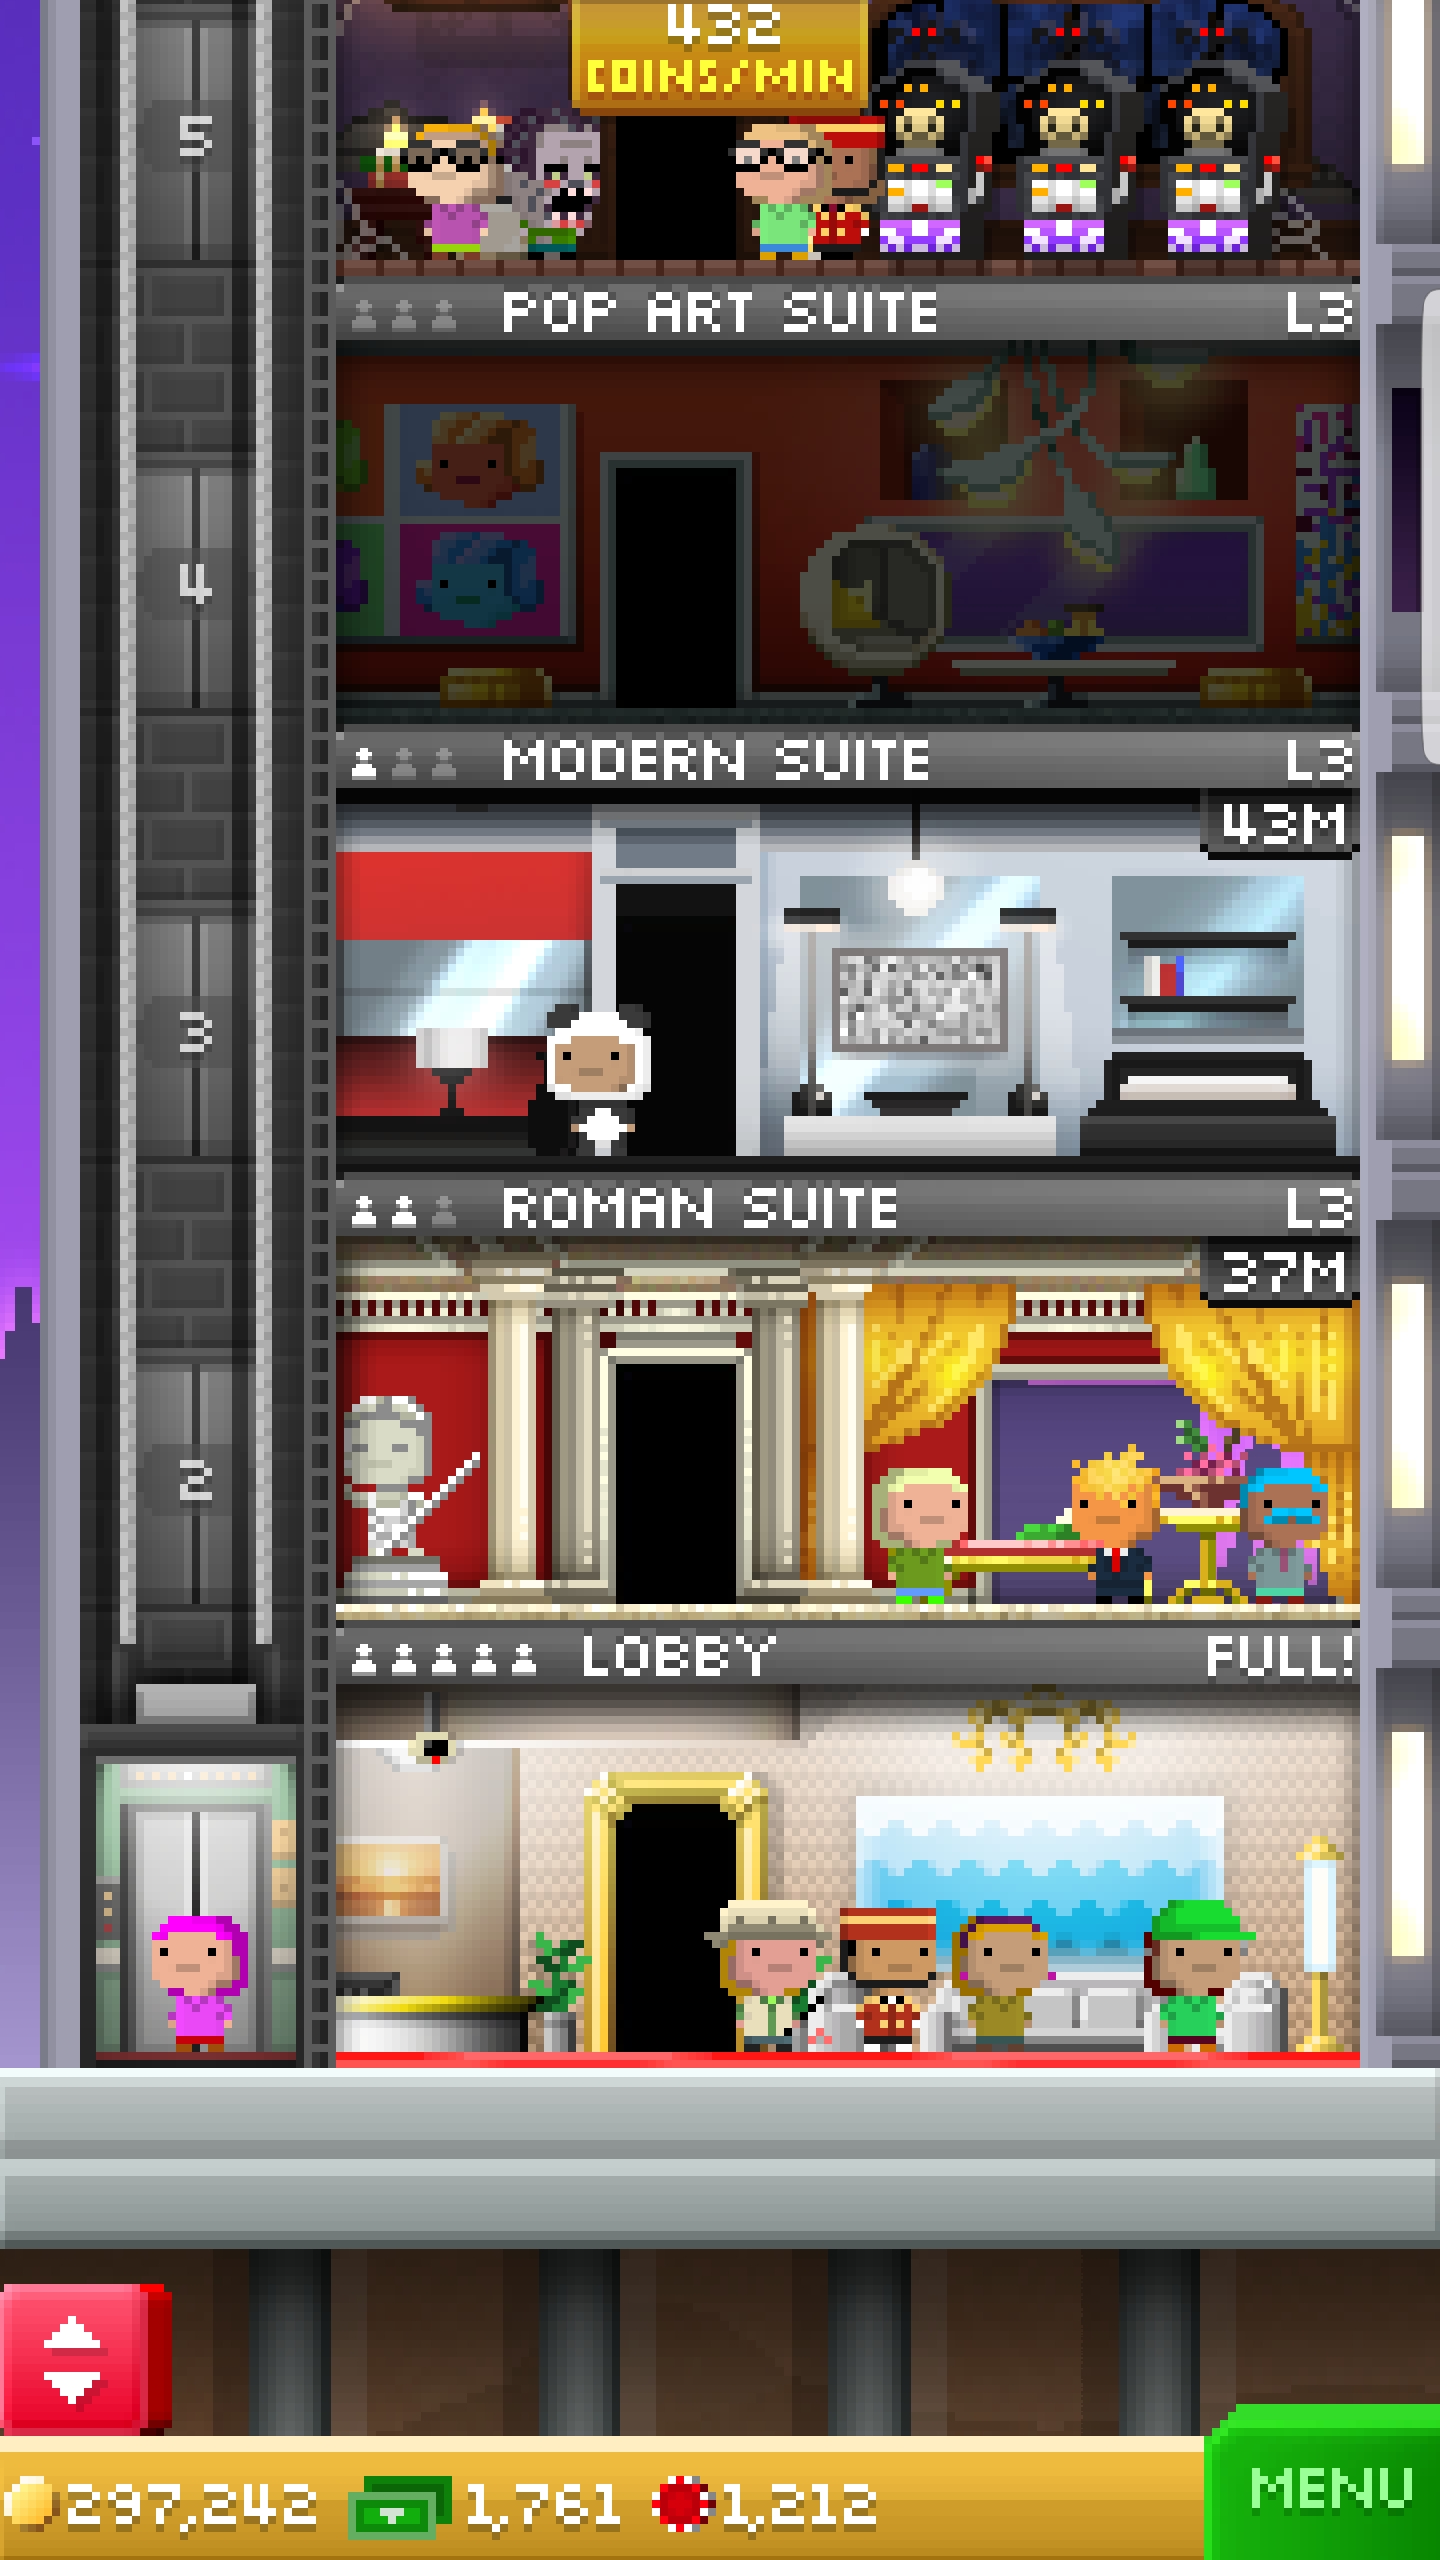 432
COINS/MIN
5
POP ART SUITE L3
4
MODERN SUITE L3
43M
3
ROMAN SUITE L3
37M
2
LOBBY FULL!
297,242 1,761 1,212
MENU